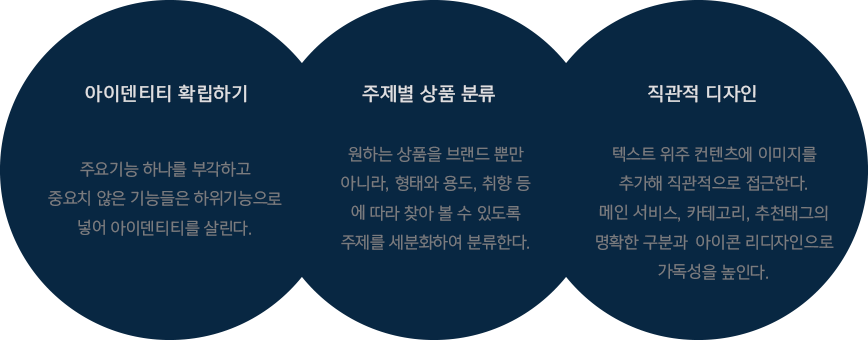 아이덴티티 확립하기
주요기능 하나를 부각하고
중요치 않은 기능들은 하위기능으로
넣어 아이덴티티를 살린다.
주제별 상품 분류
원하는 상품을 브랜드 뿐만
아니라, 형태와 용도, 취향 등
에 따라 찾아 볼 수 있도록
주제를 세분화하여 분류한다.
직관적 디자인
텍스트 위주 컨텐츠에 이미지를
추가해 직관적으로 접근한다.
메인 서비스, 카테고리, 추천태그의
명확한 구분과 아이콘 리디자인으로
가독성을 높인다.